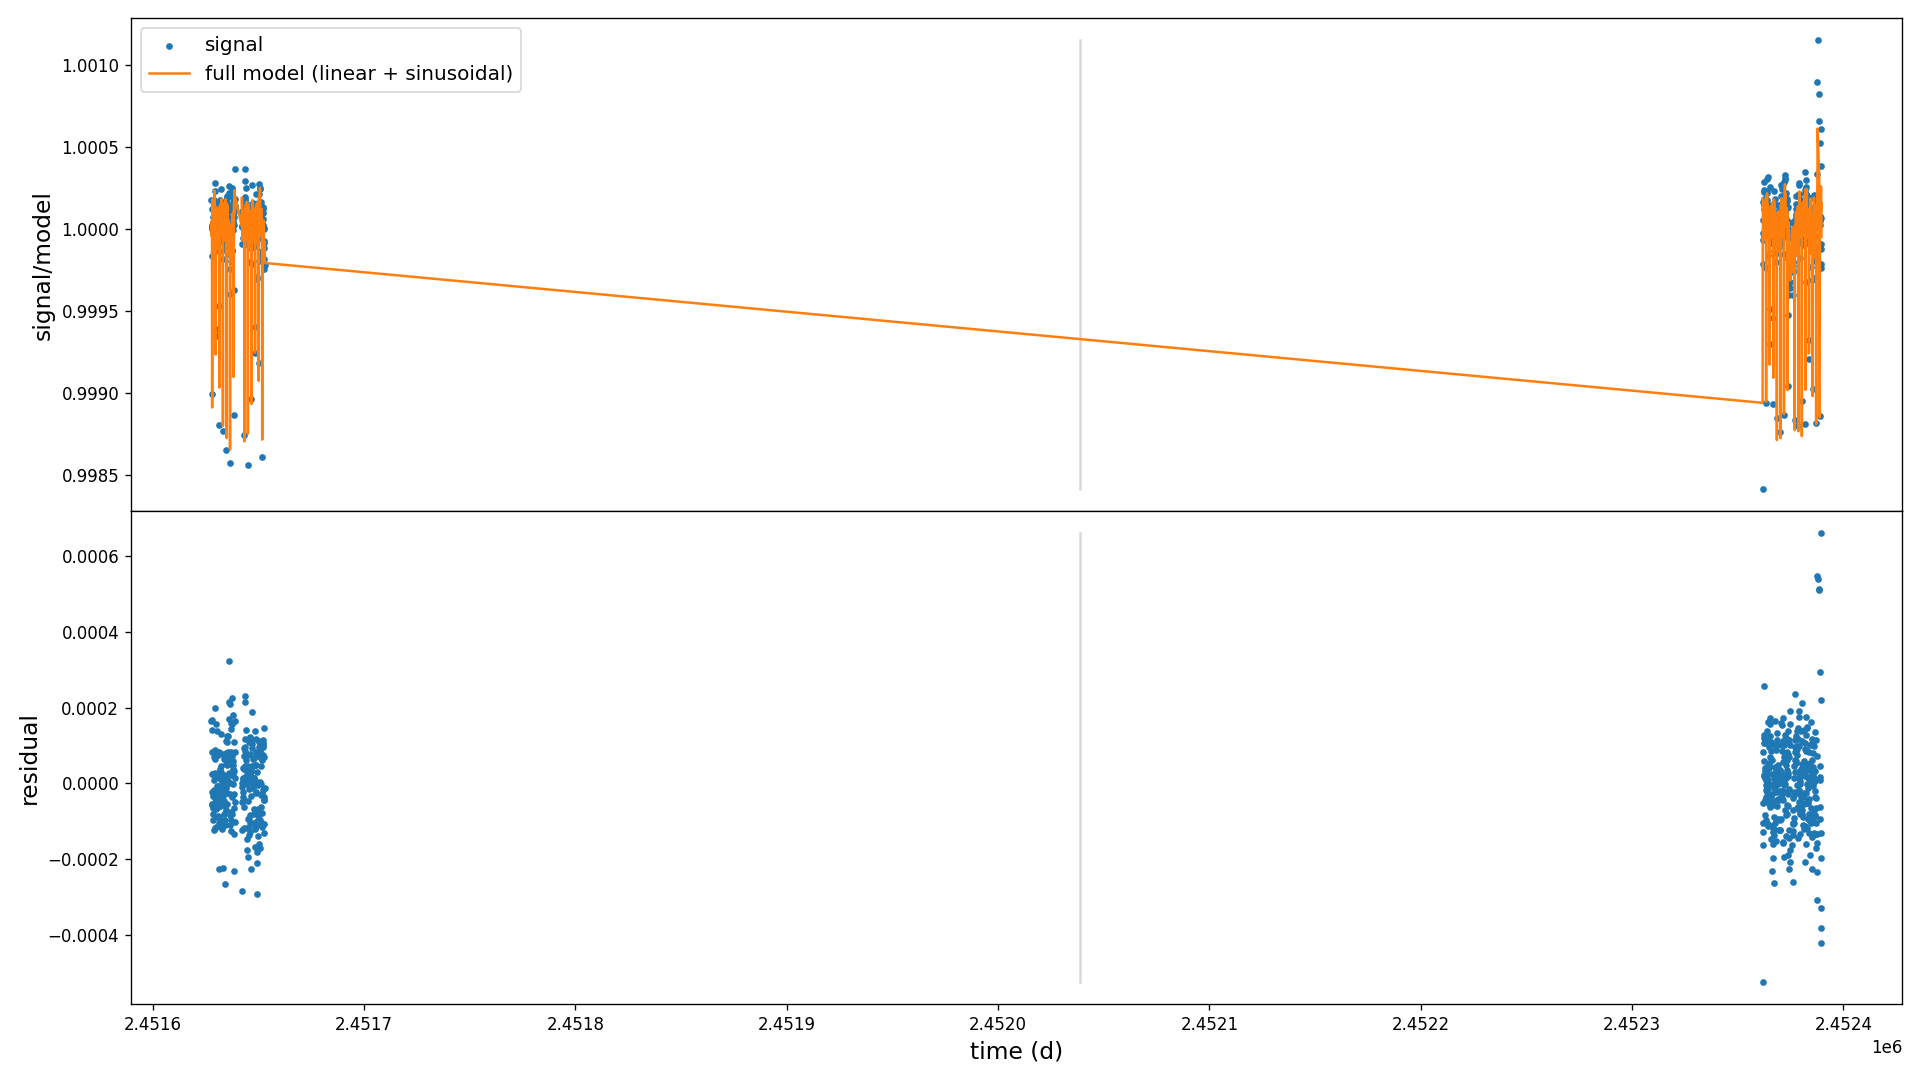 signal
full model (linear + sinusoidal)
signal/model
1.0010
1.0005
1.0000
0.9995
0.9990
0.9985
residual
0.0006
0.0004
0.0002
0.0000
−0.0002
−0.0004
2.4516 2.4517 2.4518 2.4519 2.4520 2.4521 2.4522 2.4523 2.4524
1e6
time (d)